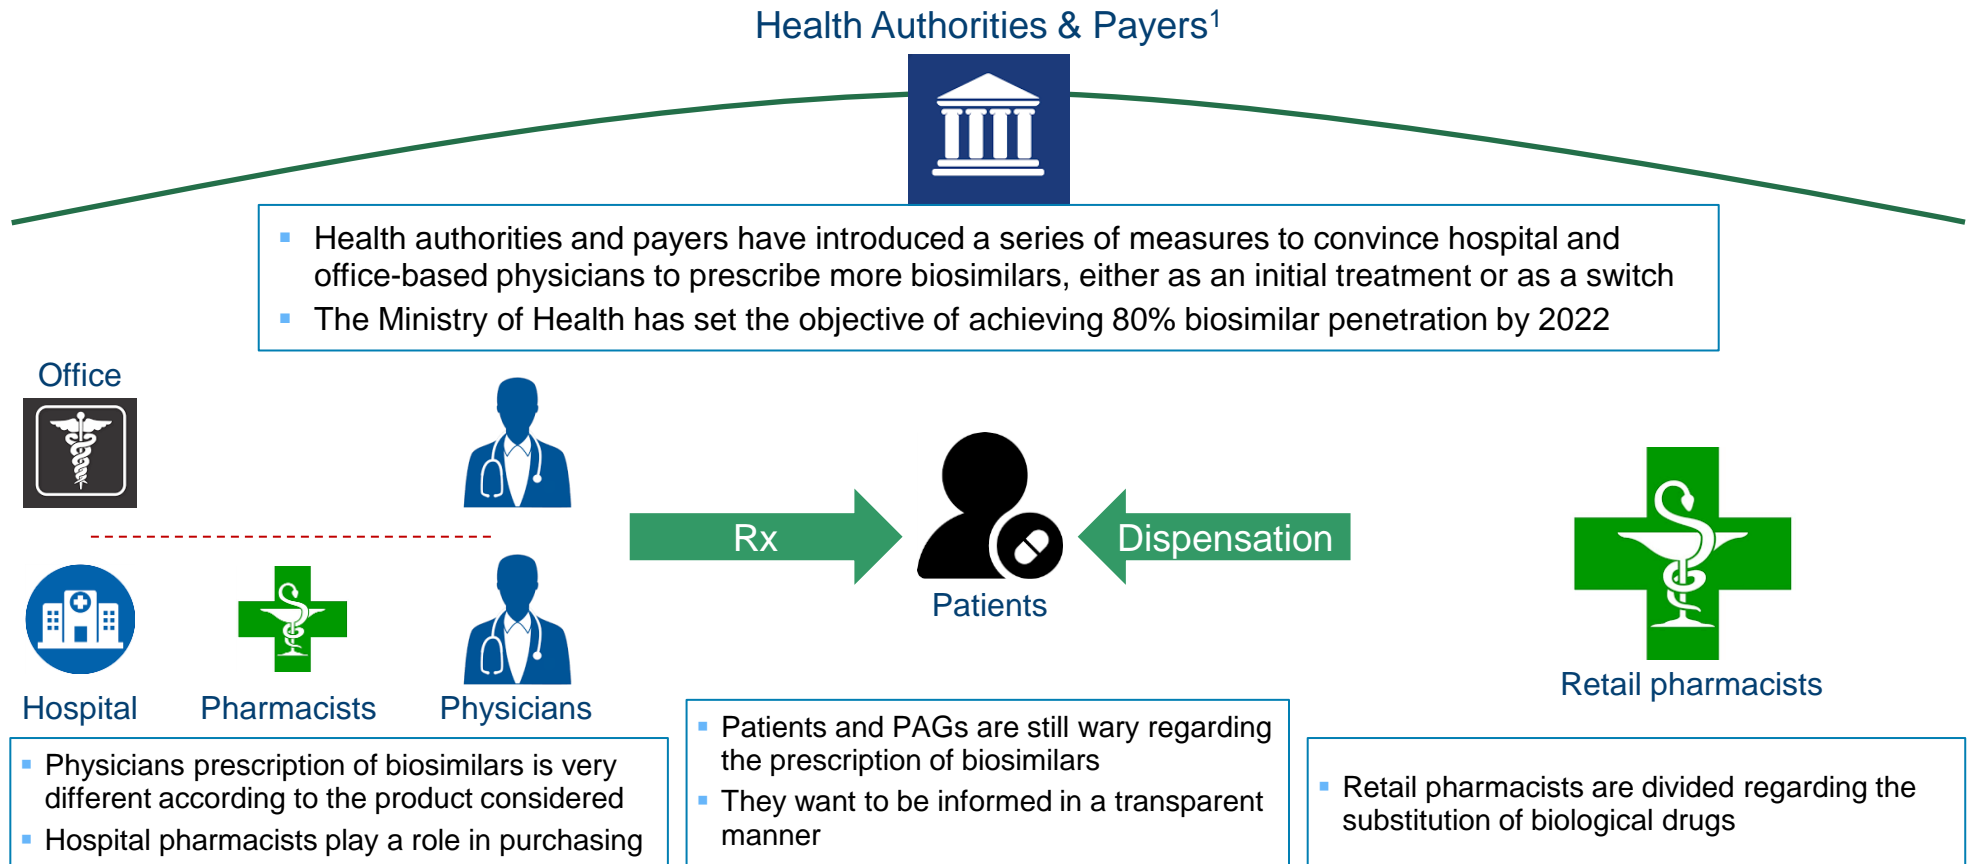 Health Authorities & Payers1
▪ Health authorities and payers have introduced a series of measures to convince hospital and
office-based physicians to prescribe more biosimilars, either as an initial treatment or as a switch
▪ The Ministry of Health has set the objective of achieving 80% biosimilar penetration by 2022
Office
Rx
Dispensation
Patients
Hospital
Pharmacists
Physicians
Retail pharmacists
▪ Physicians prescription of biosimilars is very
different according to the product considered
▪ Hospital pharmacists play a role in purchasing
▪ Patients and PAGs are still wary regarding
the prescription of biosimilars
▪ They want to be informed in a transparent
manner
▪ Retail pharmacists are divided regarding the
substitution of biological drugs